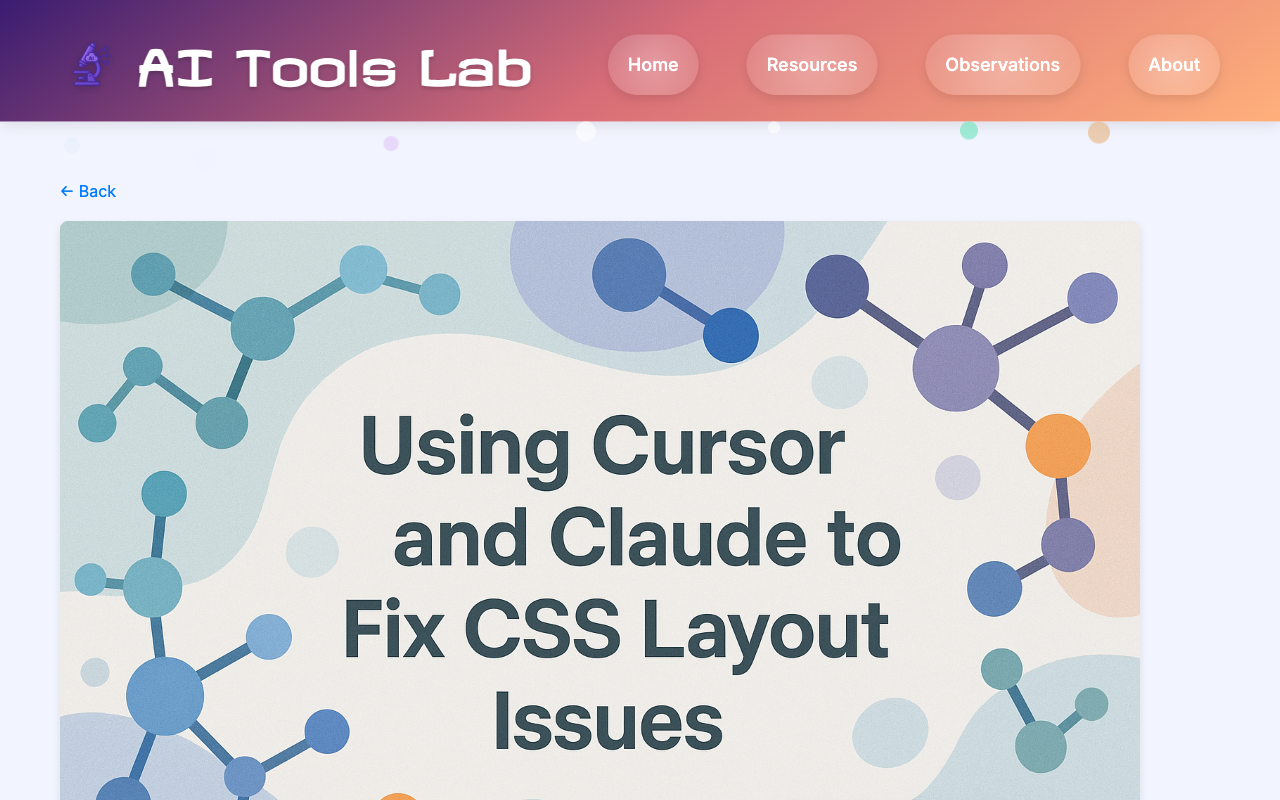 AI Tools Lab
Home
Resources
Observations
About
← Back
Using Cursor
and Claude to
Fix CSS Layout
Issues